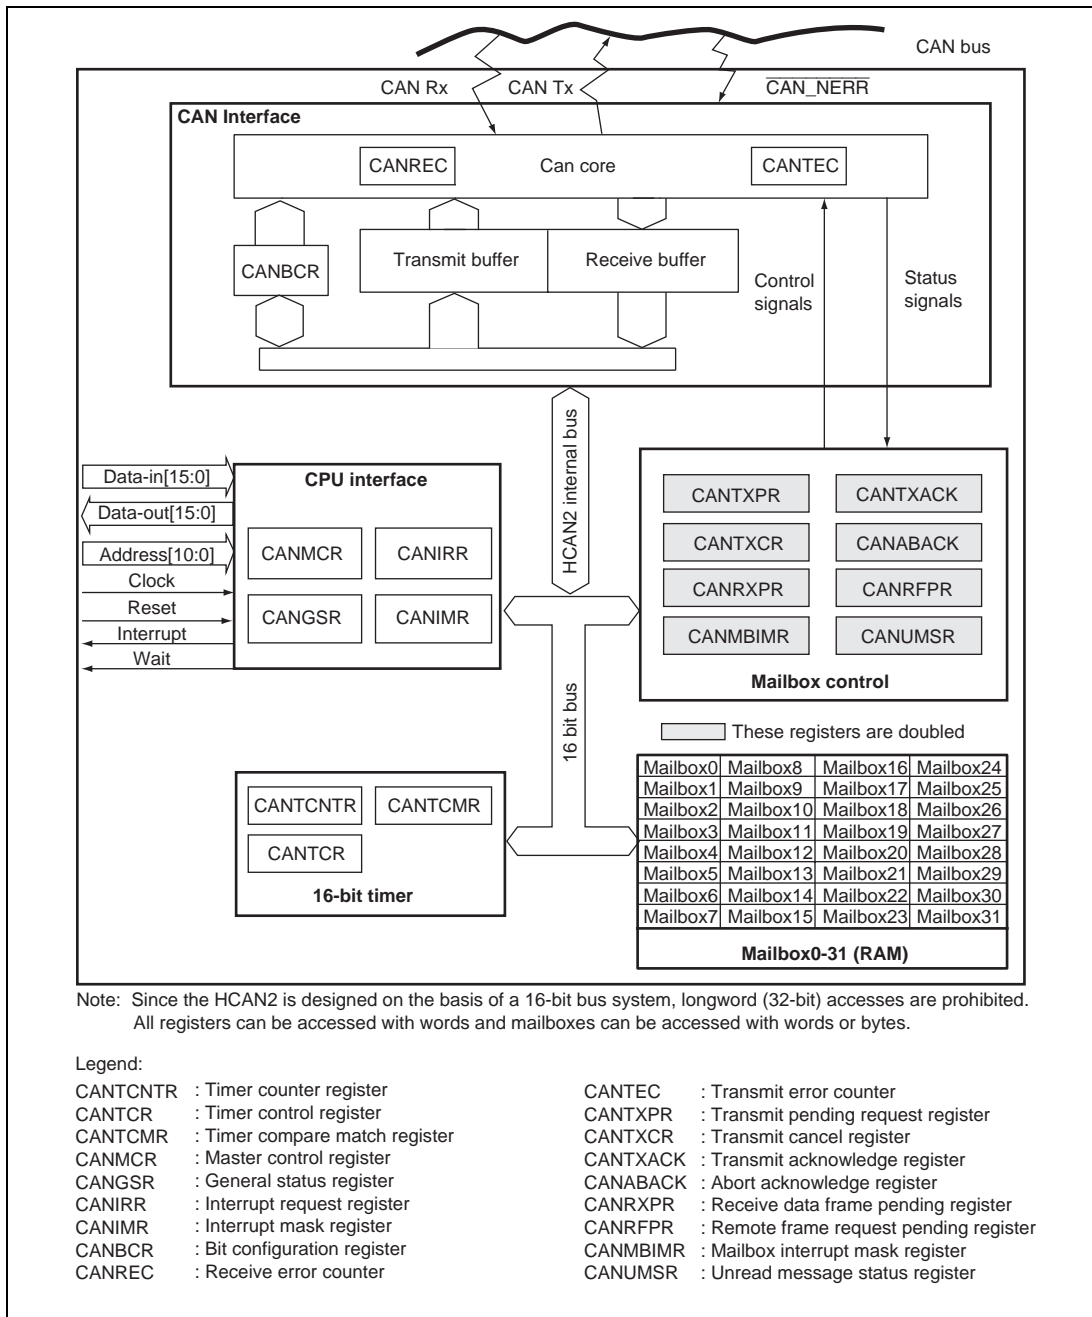 CAN bus
CAN Rx
CAN Tx
CAN_NERR
CAN Interface
CANREC
Can core
CANTEC
CANBCR
Transmit buffer
Receive buffer
Control
signals
Status
signals
HCAN2 internal bus
Data-in[15:0]
Data-out[15:0]
Address[10:0]
Clock
Reset
Interrupt
Wait
CPU interface
CANMCR
CANIRR
CANGSR
CANIMR
CANTXPR
CANTXACK
CANTXCR
CANABACK
CANRXPR
CANRFPR
CANMBIMR
CANUMSR
Mailbox control
16 bit bus
These registers are doubled
CANTCNTR
CANTCMR
CANTCR
16-bit timer
Mailbox0 Mailbox8 Mailbox16 Mailbox24
Mailbox1 Mailbox9 Mailbox17 Mailbox25
Mailbox2 Mailbox10 Mailbox18 Mailbox26
Mailbox3 Mailbox11 Mailbox19 Mailbox27
Mailbox4 Mailbox12 Mailbox20 Mailbox28
Mailbox5 Mailbox13 Mailbox21 Mailbox29
Mailbox6 Mailbox14 Mailbox22 Mailbox30
Mailbox7 Mailbox15 Mailbox23 Mailbox31
Mailbox0-31 (RAM)
Note: Since the HCAN2 is designed on the basis of a 16-bit bus system, longword (32-bit) accesses are prohibited.
All registers can be accessed with words and mailboxes can be accessed with words or bytes.
Legend:
CANTCNTR : Timer counter register
CANTCR : Timer control register
CANTCMR : Timer compare match register
CANMCR : Master control register
CANGSR : General status register
CANIRR : Interrupt request register
CANIMR : Interrupt mask register
CANBCR : Bit configuration register
CANREC : Receive error counter
CANTEC : Transmit error counter
CANTXPR : Transmit pending request register
CANTXCR : Transmit cancel register
CANTXACK : Transmit acknowledge register
CANABACK : Abort acknowledge register
CANRXPR : Receive data frame pending register
CANRFPR : Remote frame request pending register
CANMBIMR : Mailbox interrupt mask register
CANUMSR : Unread message status register